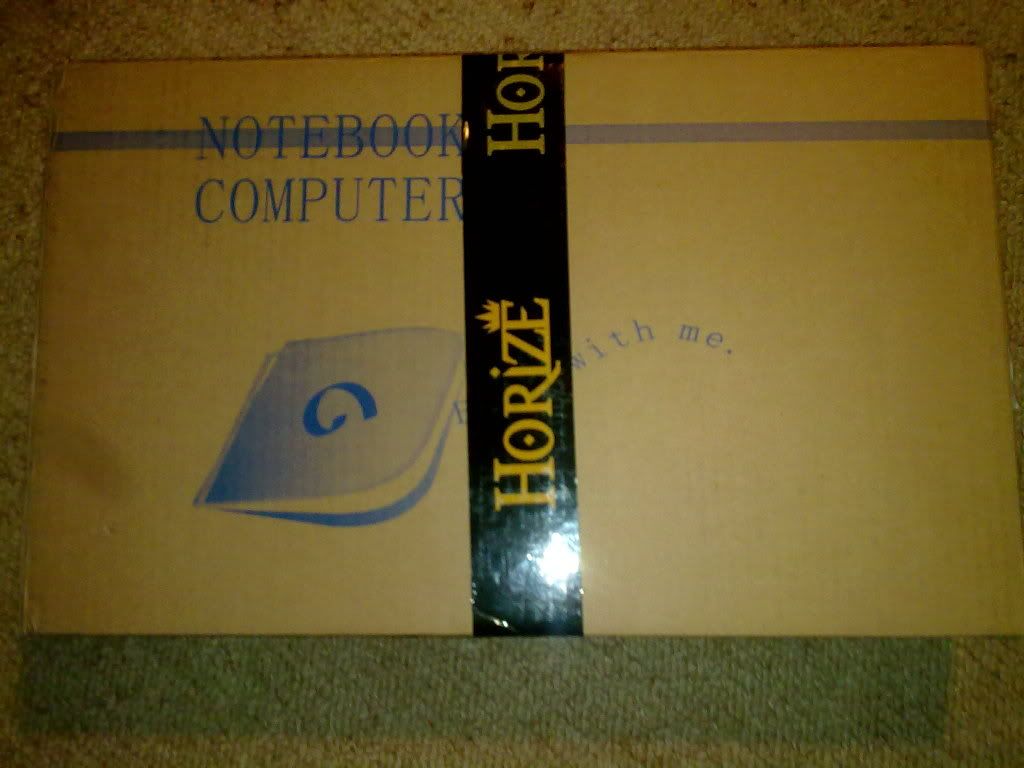 NOTEBOOK
COMPUTER
with me.
HOR
HORiZE